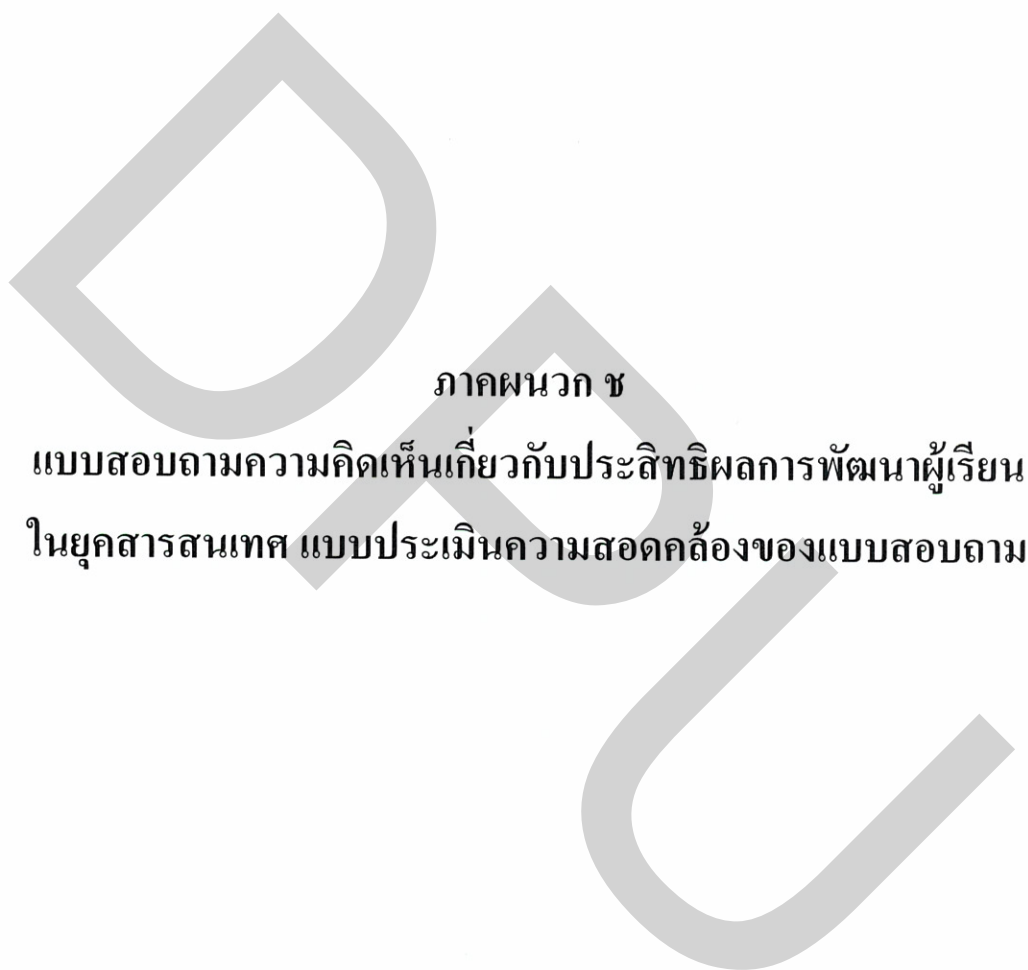 ภาคผนวก ช
แบบสอบถามความคิดเห็นเกี่ยวกับประสิทธิผลการพัฒนาผู้เรียน
ในยุคสารสนเทศ แบบประเมินความสอดคล้องของแบบสอบถาม
DPU